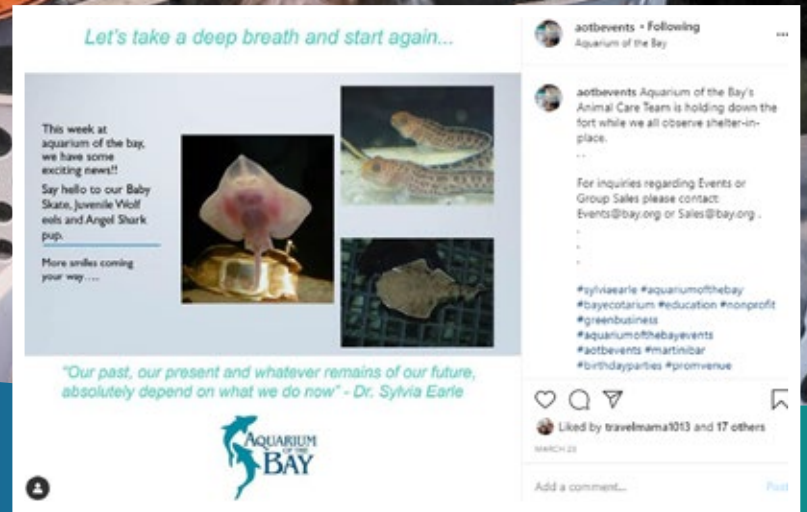 Let's take a deep breath and start again...
This week at
aquarium of the bay,
we have some
exciting news!!
Say hello to our Baby
Skate, Juvenile Wolf
eels and Angel Shark
pup.
More smiles coming
your way....
"Our past, our present and whatever remains of our future,
absolutely depend on what we do now" - Dr. Sylvia Earle
AQUARIUM
OF THE
BAY
aotbevents • Following
Aquarium of the Bay
aotbevents Aquarium of the Bay's
Animal Care Team is holding down the
fort while we all observe shelter-in-
place.
. .
For inquiries regarding Events or
Group Sales please contact
Events@bay.org or Sales@bay.org .
.
.
.
#sylviaearle #aquariumofthebay
#bayecotarium #education #nonprofit
#greenbusiness
#aquariumofthebayevents
#aotbevents #martinibar
#birthdayparties #promvenue
Liked by travelmama1013 and 17 others
MARCH
Add a comment...
Post